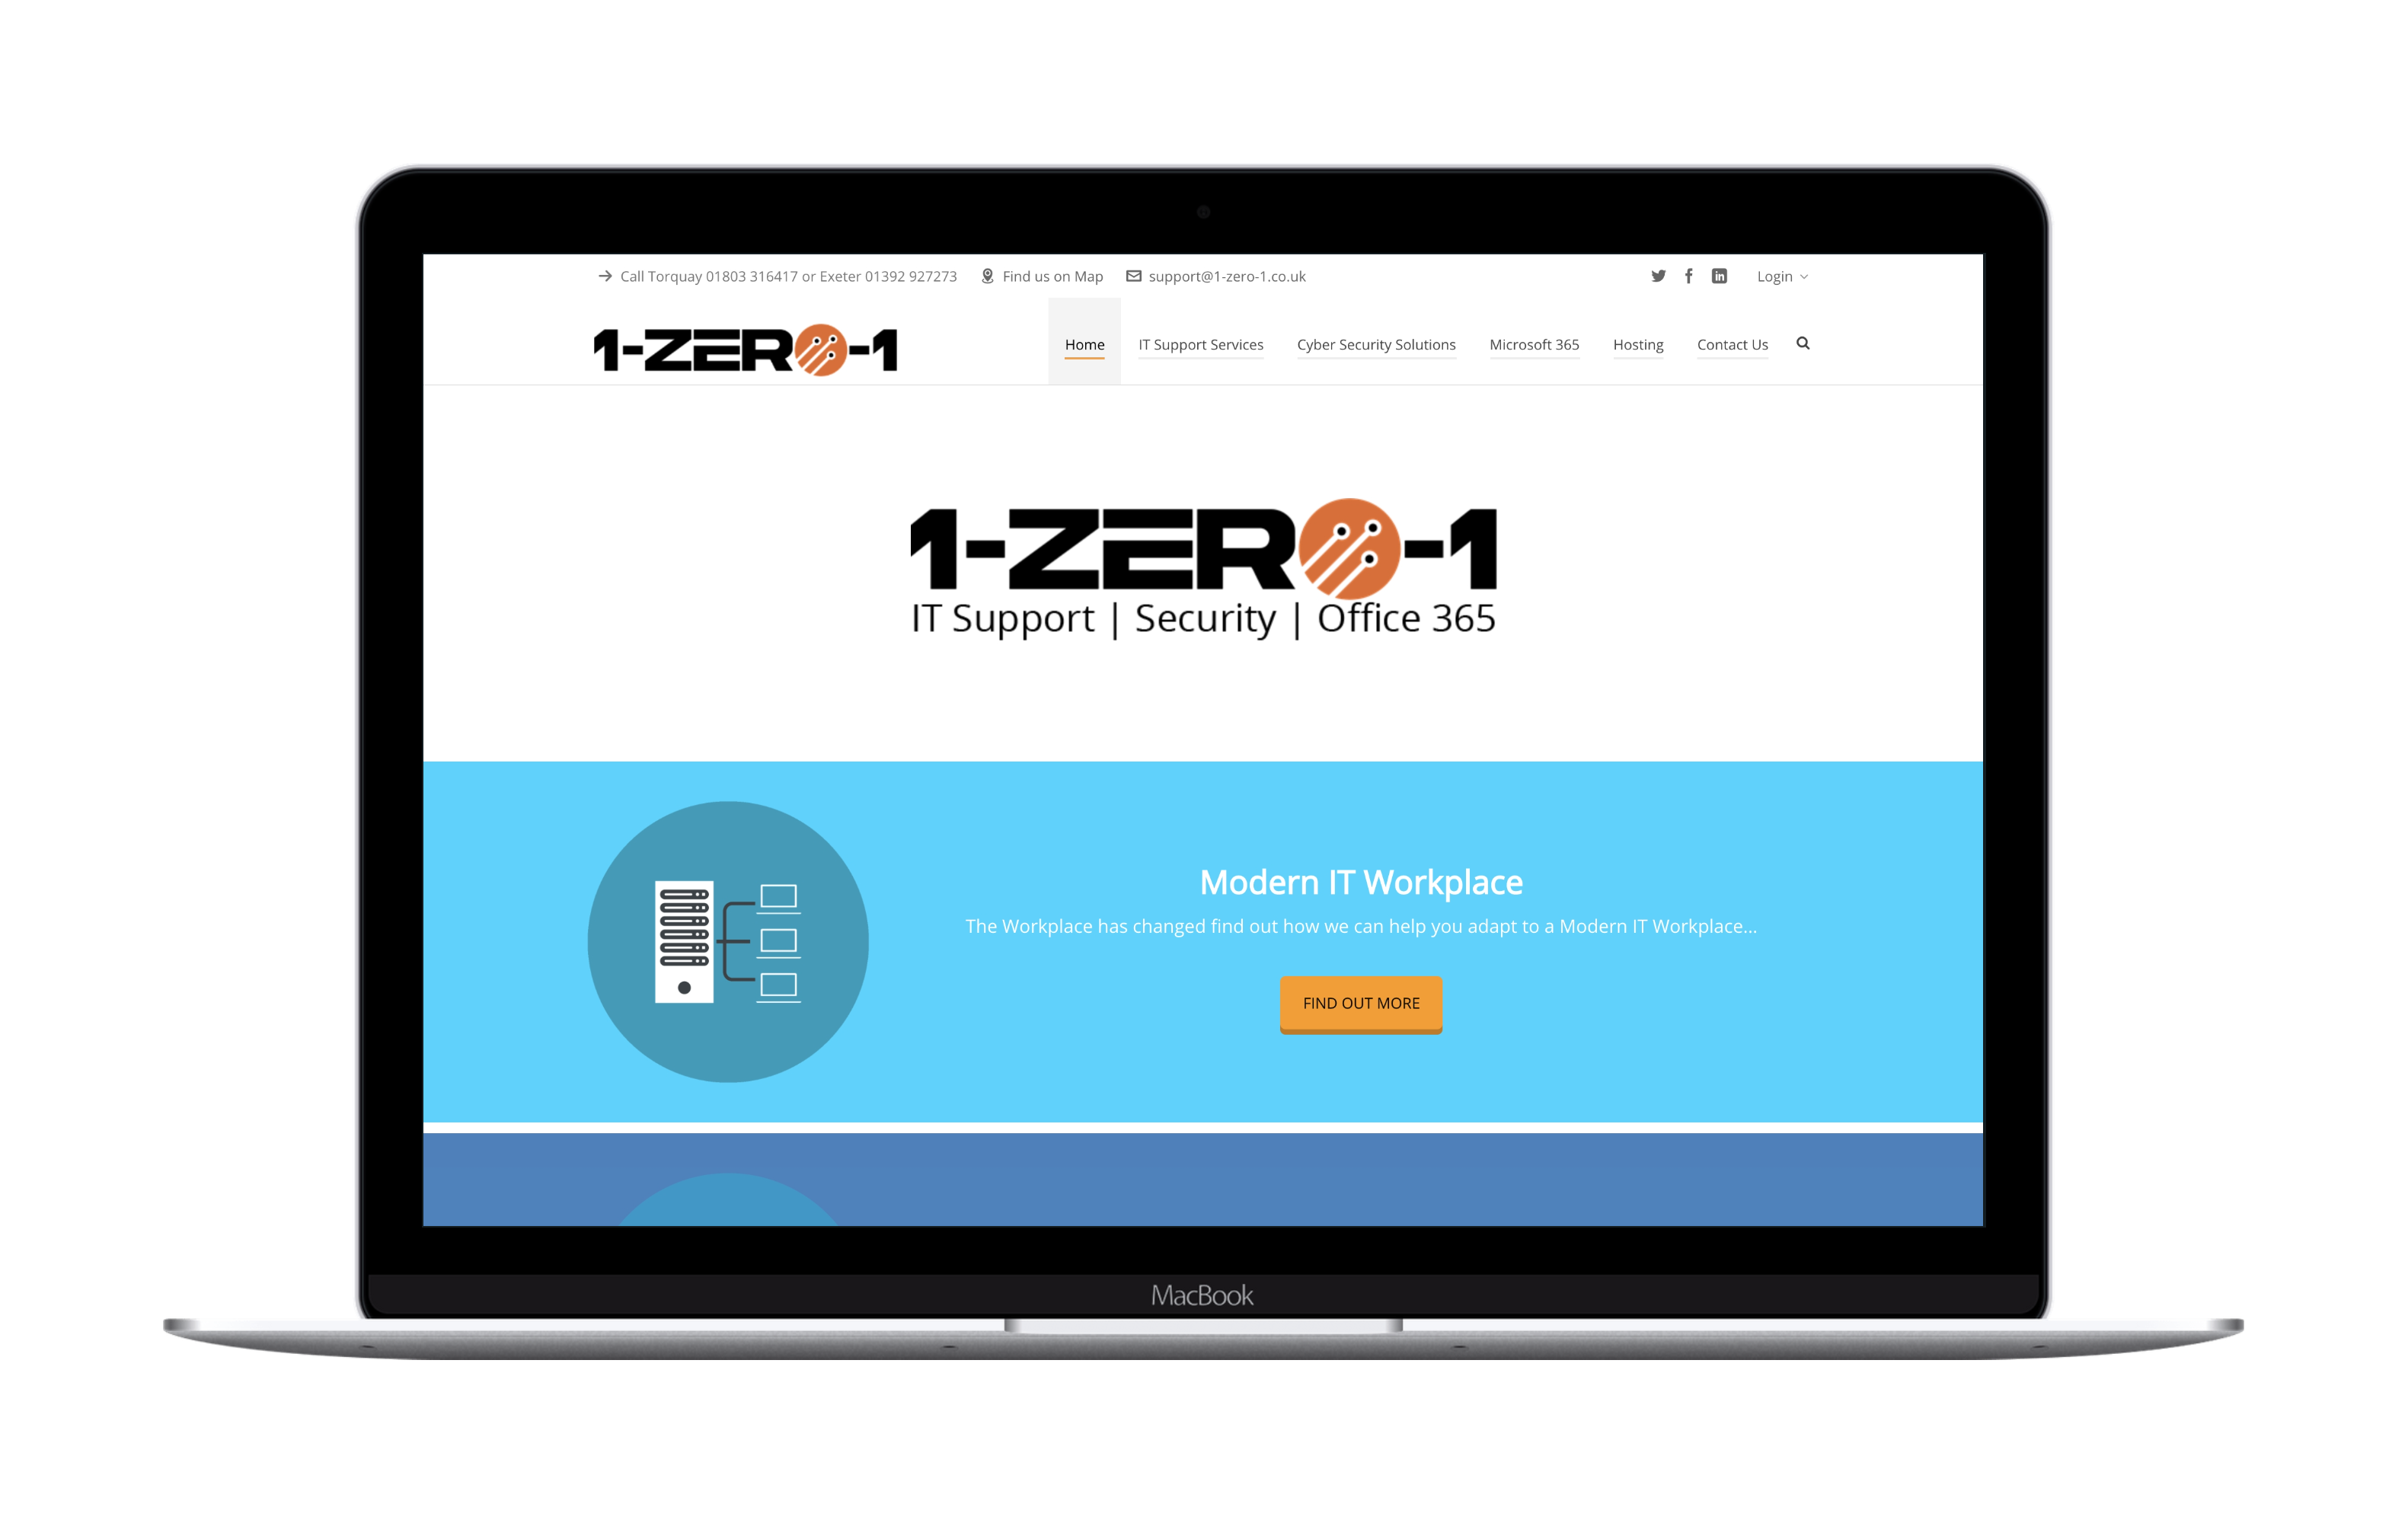 Call Torquay 01803 316417 or Exeter 01392 927273 Find us on Map support@1-zero-1.co.uk Login
1-ZERO-1 Home IT Support Services Cyber Security Solutions Microsoft 365 Hosting Contact Us
1-ZERO-1
IT Support | Security | Office 365
Modern IT Workplace
The Workplace has changed find out how we can help you adapt to a Modern IT Workplace...
FIND OUT MORE
MacBook